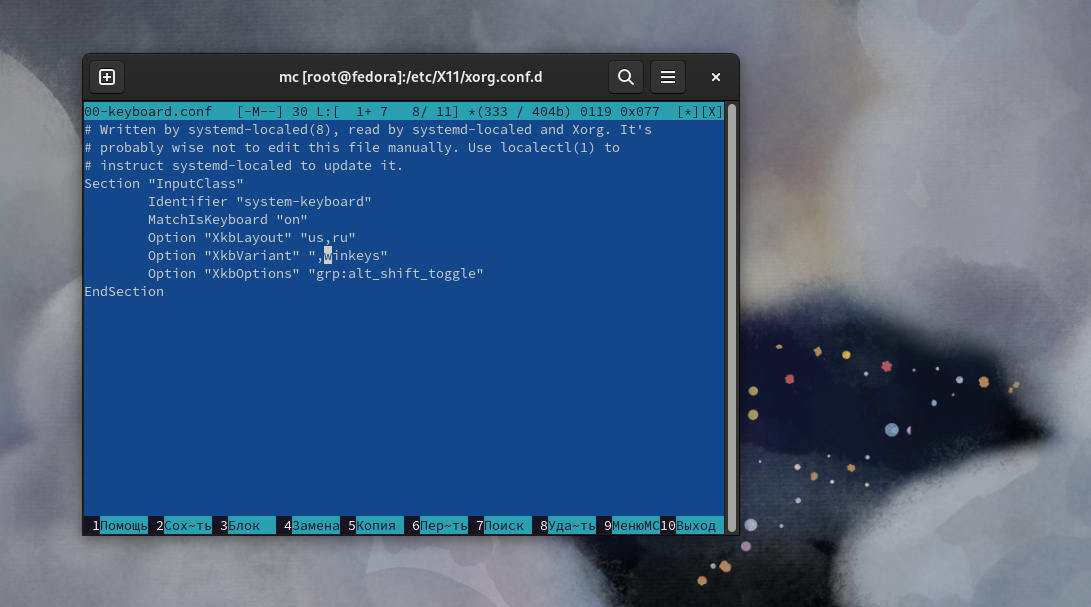 mc [root@fedora]:/etc/X11/xorg.conf.d
00-keyboard.conf   [-M--] 30 L:[  1+ 7   8/ 11] *(333 / 404b) 0119 0x077  [*][X]
# Written by systemd-localed(8), read by systemd-localed and Xorg. It's
# probably wise not to edit this file manually. Use localectl(1) to
# instruct systemd-localed to update it.
Section "InputClass"
        Identifier "system-keyboard"
        MatchIsKeyboard "on"
        Option "XkbLayout" "us,ru"
        Option "XkbVariant" ",winkeys"
        Option "XkbOptions" "grp:alt_shift_toggle"
EndSection
1Помощь 2Сох~ть 3Блок 4Замена 5Копия 6Пер~ть 7Поиск 8Уда~ть 9МенюMC 10Выход